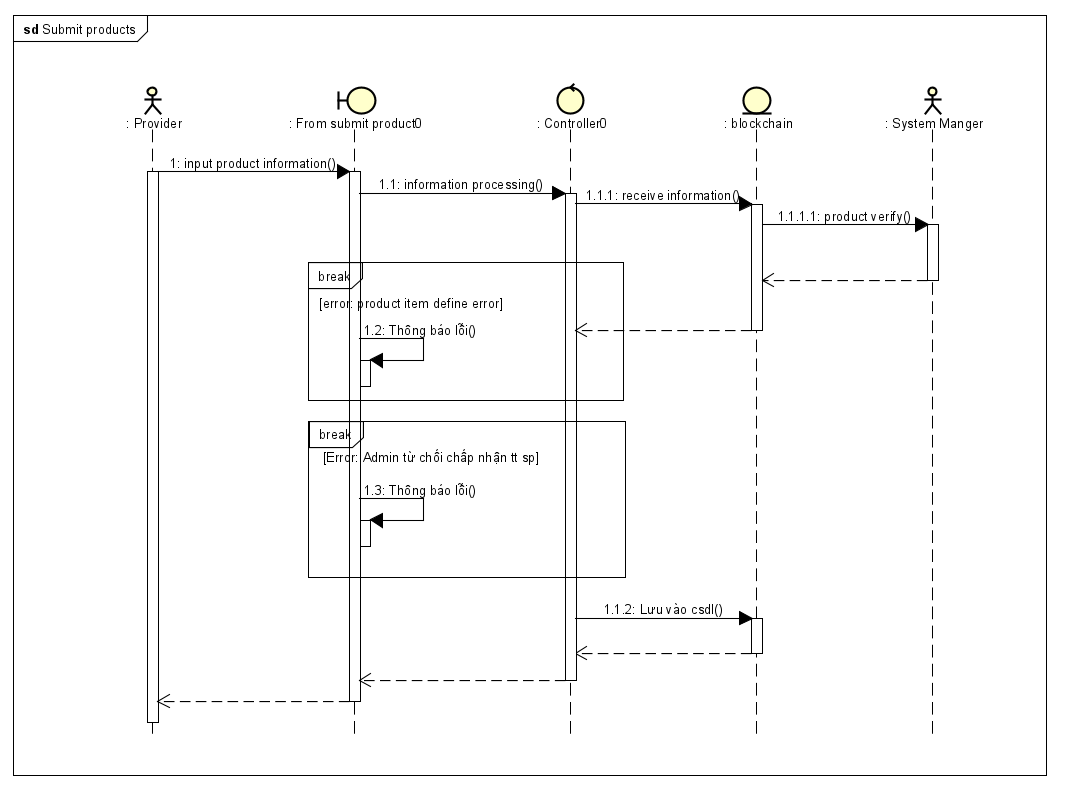 sd Submit products
: Provider
: From submit product0
: Controller0
: blockchain
: System Manger
1: input product information()
1.1: information processing()
1.1.1: receive information()
1.1.1.1: product verify()
break
[error: product item define error]
1.2: Thông báo lỗi()
break
[Error: Admin từ chối chấp nhận tt sp]
1.3: Thông báo lỗi()
1.1.2: Lưu vào csdl()